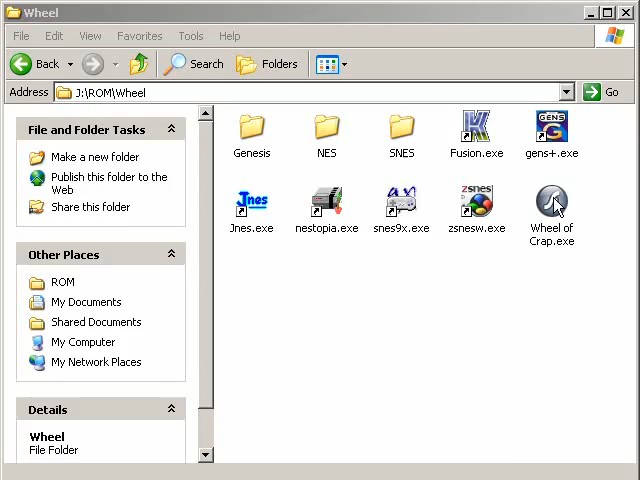 Wheel
File Edit View Favorites Tools Help
Back Search Folders
Address J:\ROM\Wheel Go
File and Folder Tasks
Make a new folder
Publish this folder to the
Web
Share this folder
Other Places
ROM
My Documents
Shared Documents
My Computer
My Network Places
Details
Wheel
File Folder
Genesis NES SNES Fusion.exe gens+.exe
Jnes.exe nestopia.exe snes9x.exe zsnesw.exe Wheel of
Crap.exe
GENS
Jnes
zsnes